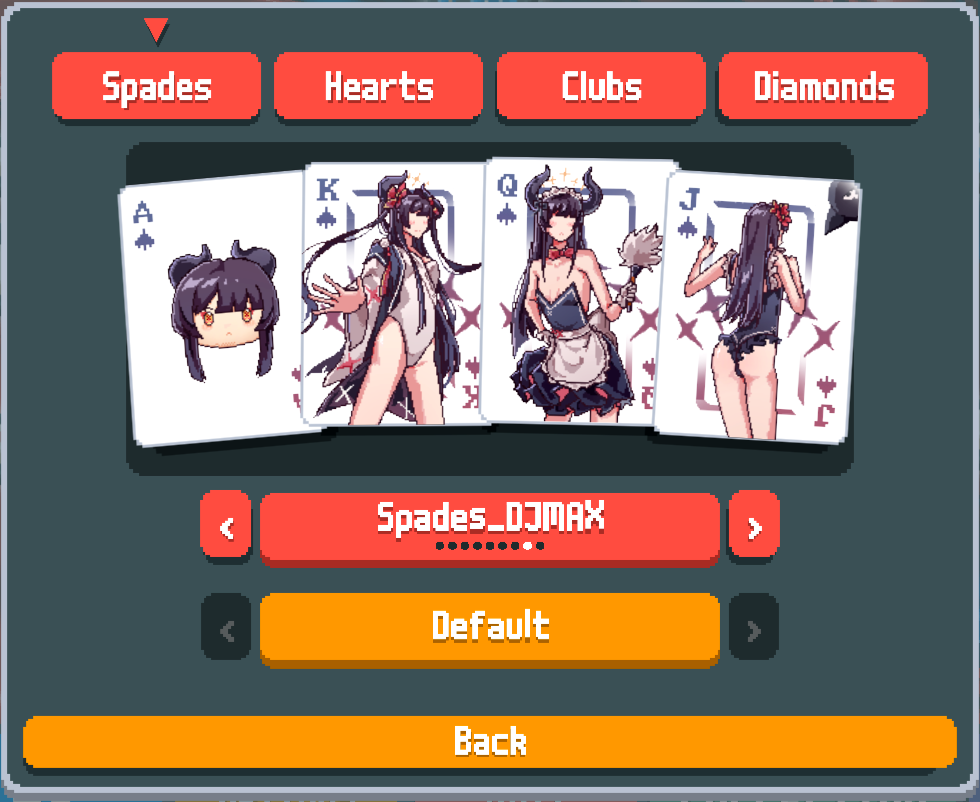 Spades
Hearts
Clubs
Diamonds
A
K
Q
J
K
Q
J
Spades_DJMAX
Default
Back